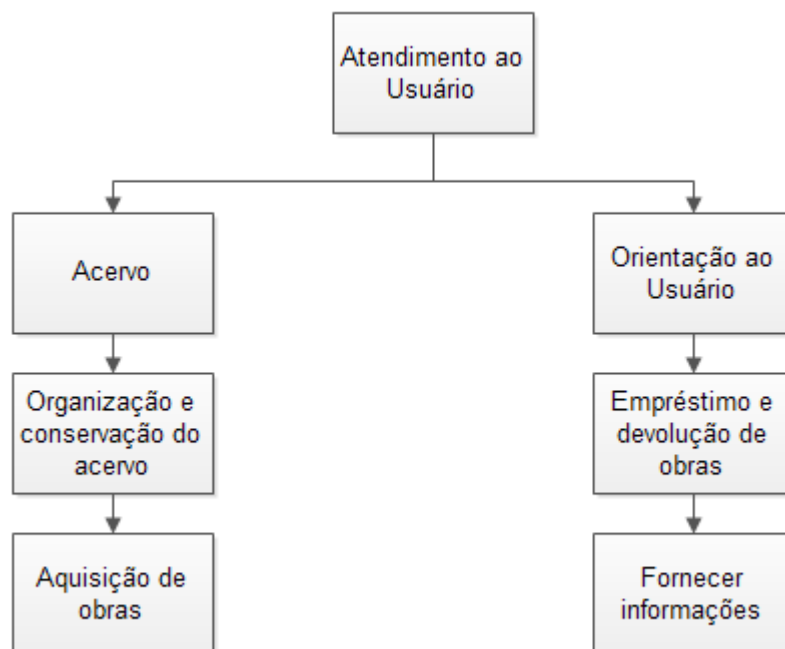 Atendimento ao
Usuário
Acervo
Orientação ao
Usuário
Organização e
conservação do
acervo
Empréstimo e
devolução de
obras
Aquisição de
obras
Fornecer
informações